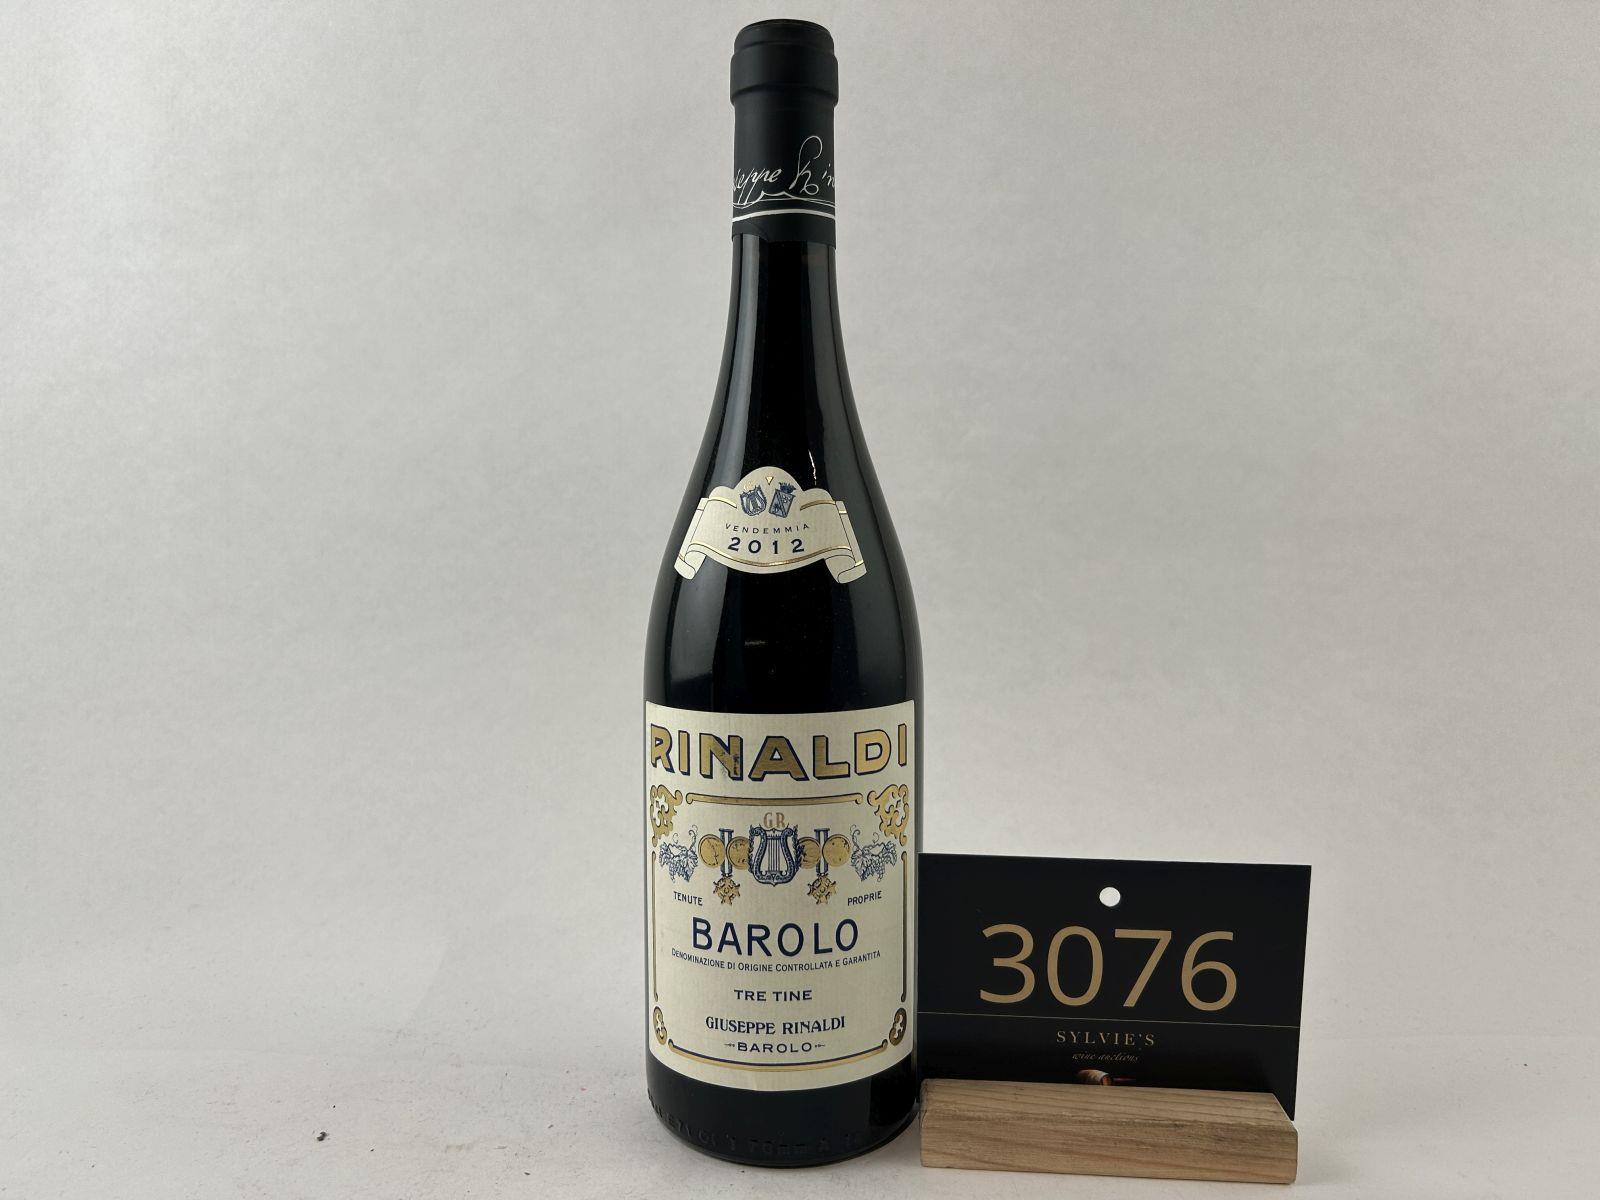 VENDEMMIA
2012
RINALDI
GR
TENUTE PROPRIE
BAROLO
DENOMINAZIONE DI ORIGINE CONTROLLATA E GARANTITA
TRE TINE
GIUSEPPE RINALDI
BAROLO
3076
SYLVIE'S
wine auctions